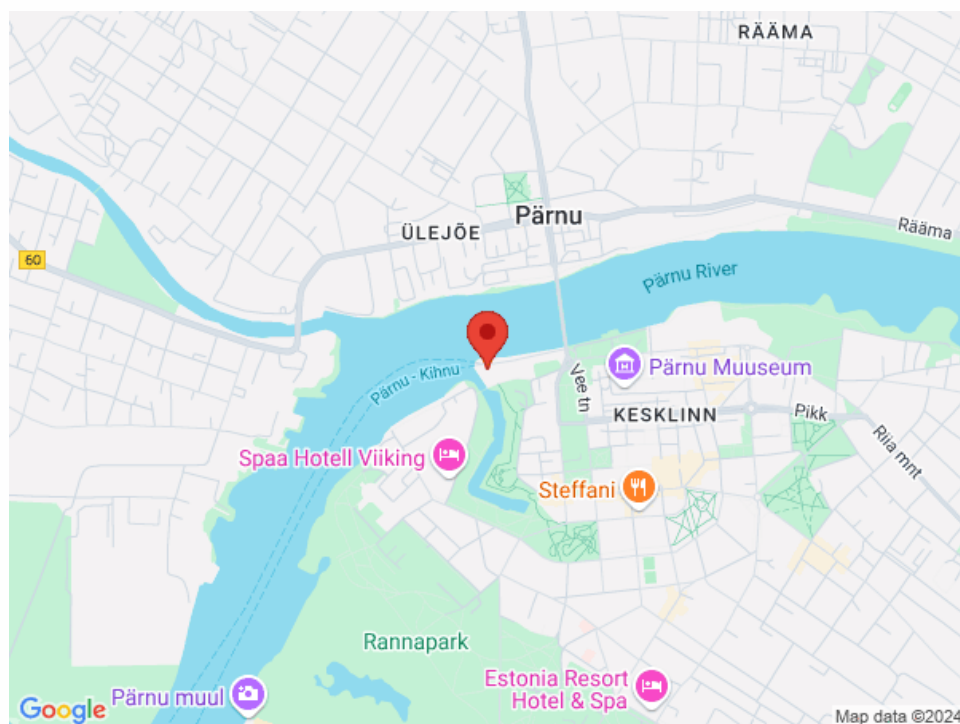 RÄÄMA
Pärnu
ÜLEJÕE
Rääma
60
Pärnu River
Pärnu - Kihnu
Vee tn
Pärnu Muuseum
KESKLINN
Pikk
Riia mnt
Spaa Hotell Viiking
Steffani
Rannapark
Estonia Resort
Hotel & Spa
Pärnu muul
Google
Map data ©2024